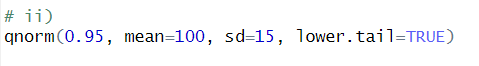 # ii)
qnorm(0.95, mean=100, sd=15, lower.tail=TRUE)